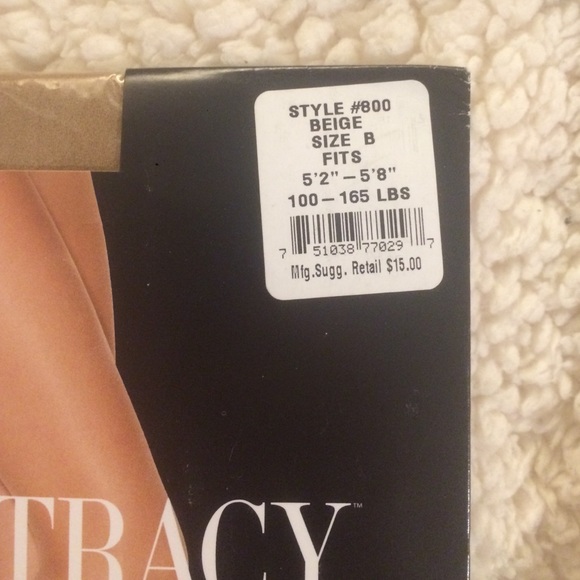 STYLE #800
BEIGE
SIZE B
FITS
5'2" – 5'8"
100 – 165 LBS
7 51038 77029 7
Mfg.Sugg. Retail $15.00
TRACY™